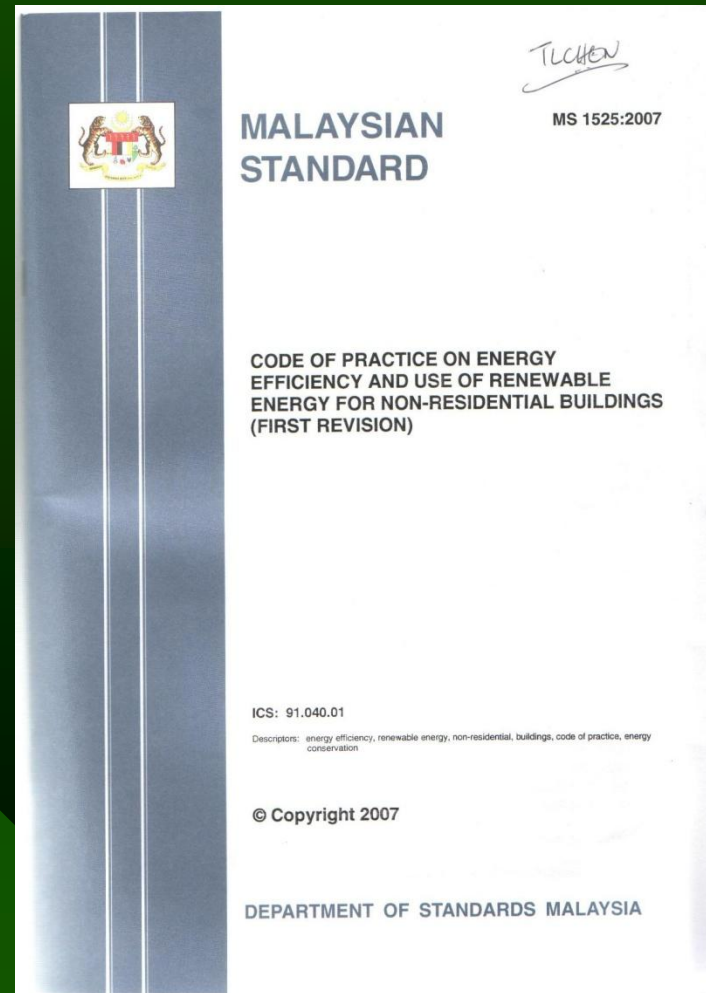 TLCHEN
MALAYSIAN
STANDARD
MS 1525:2007
CODE OF PRACTICE ON ENERGY
EFFICIENCY AND USE OF RENEWABLE
ENERGY FOR NON-RESIDENTIAL BUILDINGS
(FIRST REVISION)
ICS: 91.040.01
Descriptors: energy efficiency, renewable energy, non-residential, buildings, code of practice, energy
conservation
© Copyright 2007
DEPARTMENT OF STANDARDS MALAYSIA